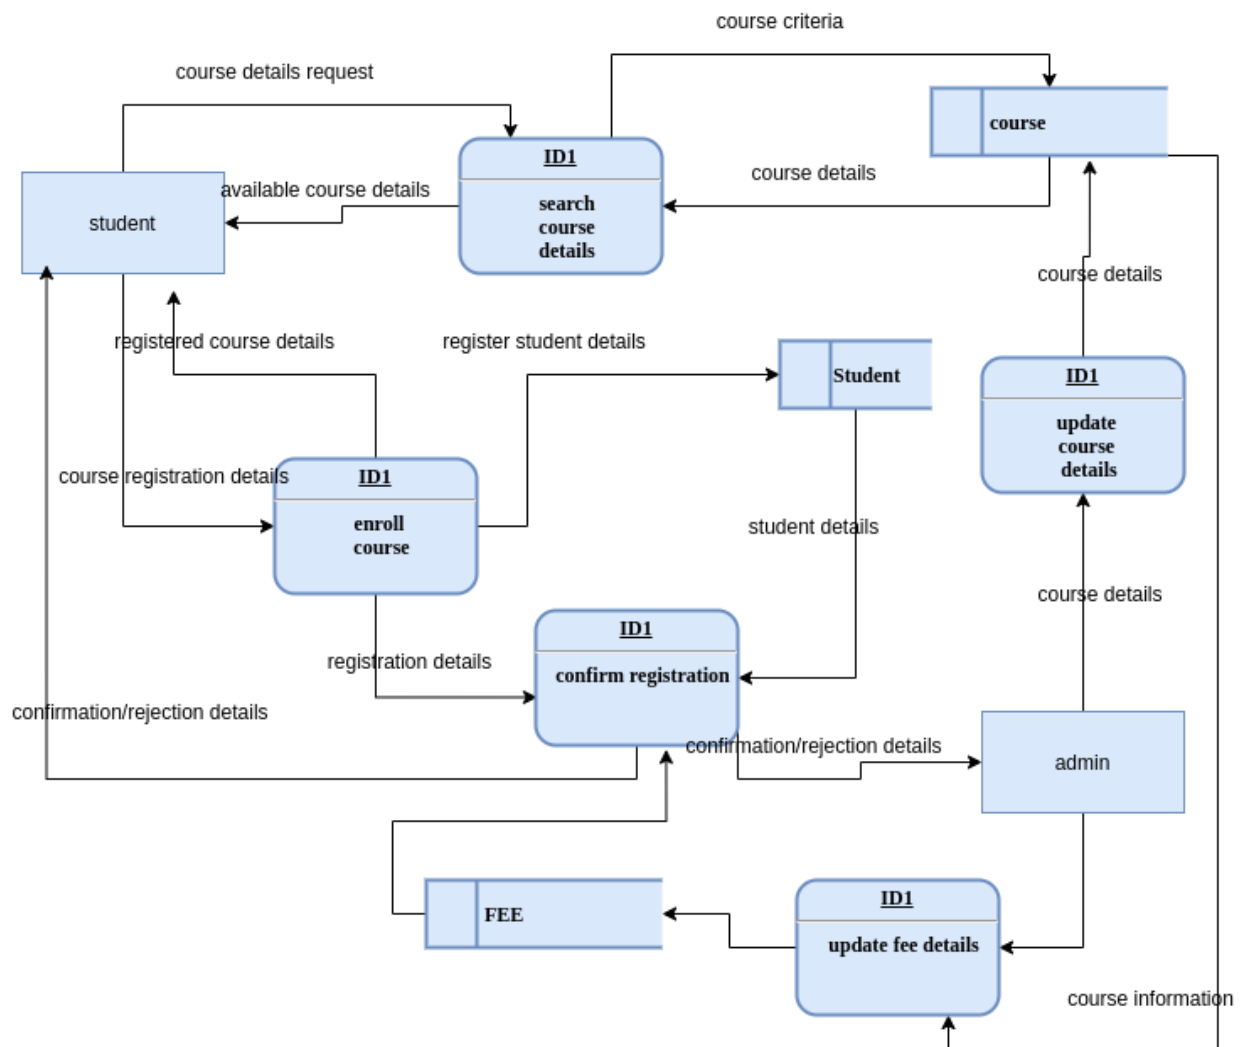 course criteria
course details request
course
ID1
course details
available course details
search
course
details
student
course details
registered course details
register student details
Student
ID1
update
course
details
course registration details
ID1
enroll
course
student details
course details
ID1
registration details
confirm registration
confirmation/rejection details
confirmation/rejection details
admin
ID1
FEE
update fee details
course information